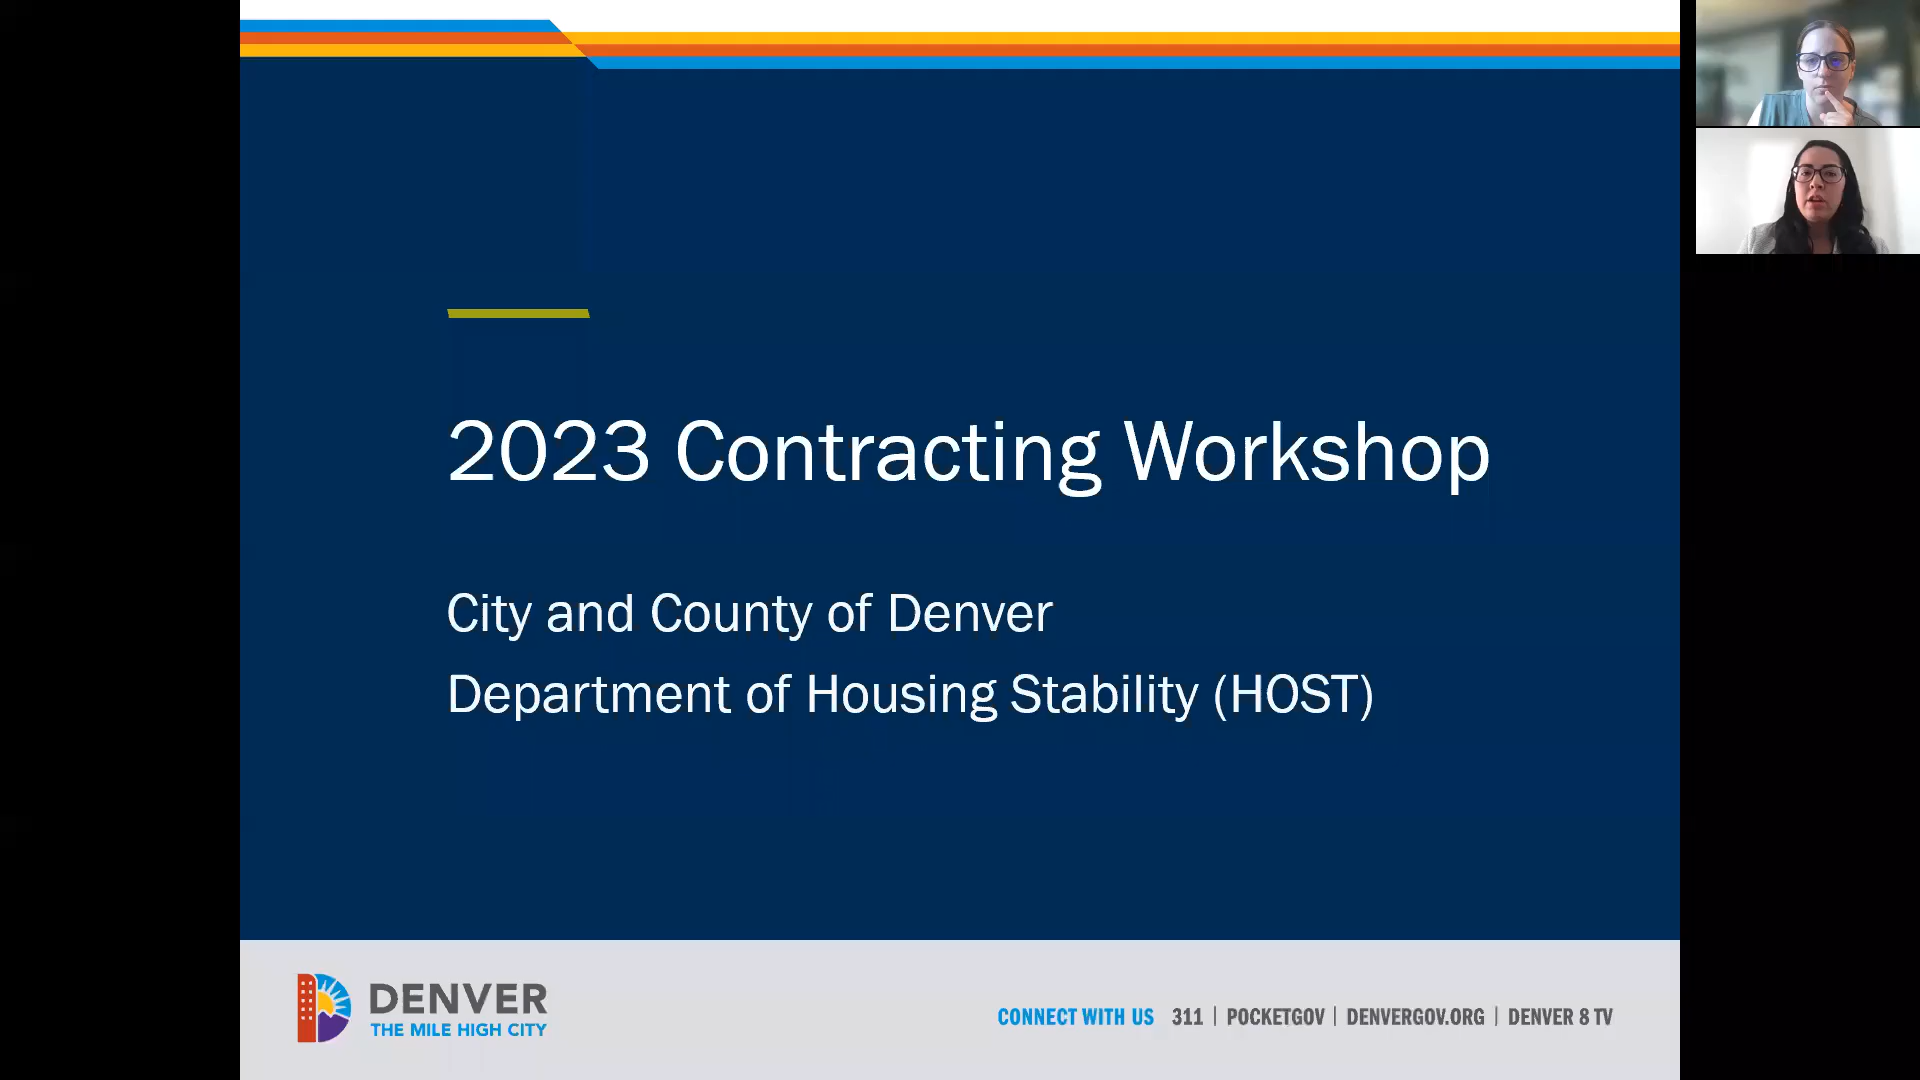 2023 Contracting Workshop
City and County of Denver
Department of Housing Stability (HOST)
DENVER
THE MILE HIGH CITY
CONNECT WITH US 311 | POCKETGOV | DENVERGOV.ORG | DENVER 8 TV